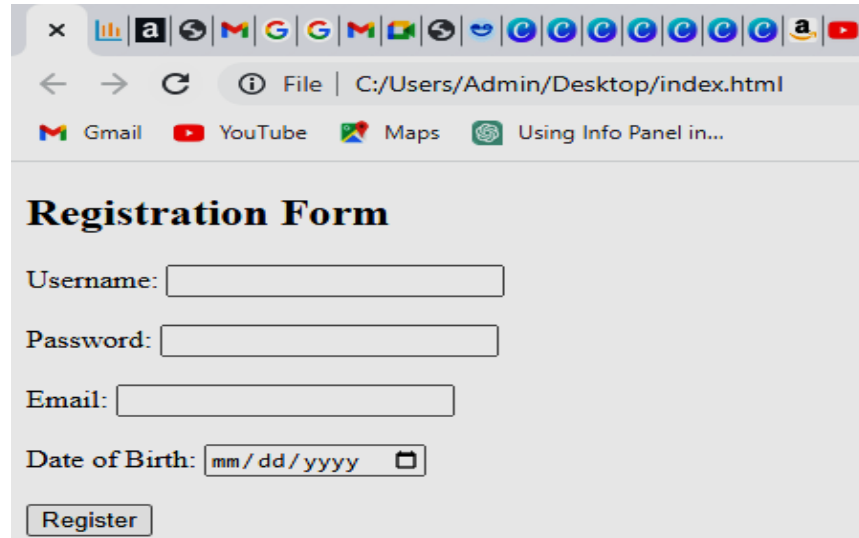 File | C:/Users/Admin/Desktop/index.html
Gmail YouTube Maps Using Info Panel in...
Registration Form
Username:
Password:
Email:
Date of Birth: mm/dd/yyyy
Register